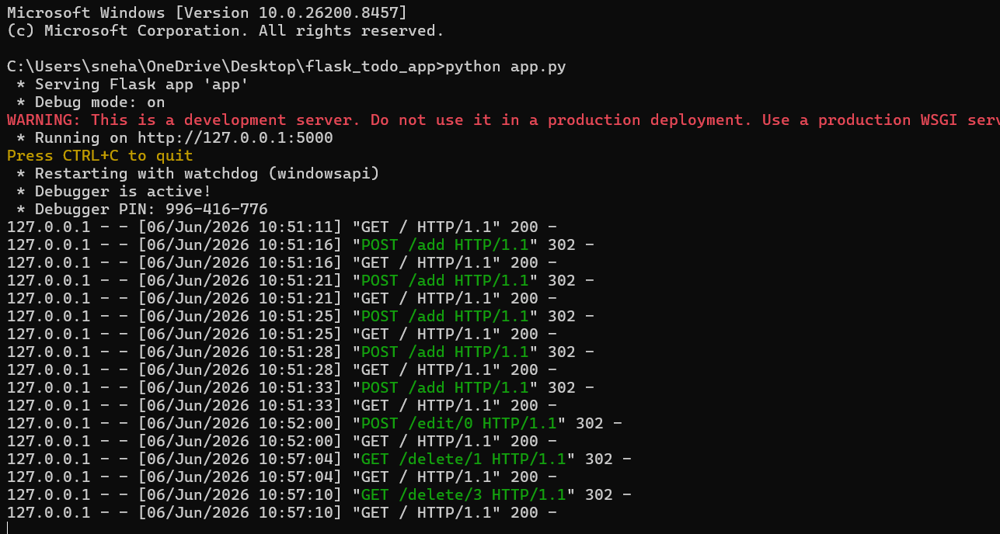 Microsoft Windows [Version 10.0.26200.8457]
(c) Microsoft Corporation. All rights reserved.
C:\Users\sneha\OneDrive\Desktop\flask_todo_app>python app.py
* Serving Flask app 'app'
* Debug mode: on
WARNING: This is a development server. Do not use it in a production deployment. Use a production WSGI serv
* Running on http://127.0.0.1:5000
Press CTRL+C to quit
* Restarting with watchdog (windowsapi)
* Debugger is active!
* Debugger PIN: 996-416-776
127.0.0.1 - - [06/Jun/2026 10:51:11] "GET / HTTP/1.1" 200 -
127.0.0.1 - - [06/Jun/2026 10:51:16] "POST /add HTTP/1.1" 302 -
127.0.0.1 - - [06/Jun/2026 10:51:16] "GET / HTTP/1.1" 200 -
127.0.0.1 - - [06/Jun/2026 10:51:21] "POST /add HTTP/1.1" 302 -
127.0.0.1 - - [06/Jun/2026 10:51:21] "GET / HTTP/1.1" 200 -
127.0.0.1 - - [06/Jun/2026 10:51:25] "POST /add HTTP/1.1" 302 -
127.0.0.1 - - [06/Jun/2026 10:51:25] "GET / HTTP/1.1" 200 -
127.0.0.1 - - [06/Jun/2026 10:51:28] "POST /add HTTP/1.1" 302 -
127.0.0.1 - - [06/Jun/2026 10:51:28] "GET / HTTP/1.1" 200 -
127.0.0.1 - - [06/Jun/2026 10:51:33] "POST /add HTTP/1.1" 302 -
127.0.0.1 - - [06/Jun/2026 10:51:33] "GET / HTTP/1.1" 200 -
127.0.0.1 - - [06/Jun/2026 10:52:00] "POST /edit/0 HTTP/1.1" 302 -
127.0.0.1 - - [06/Jun/2026 10:52:00] "GET / HTTP/1.1" 200 -
127.0.0.1 - - [06/Jun/2026 10:57:04] "GET /delete/1 HTTP/1.1" 302 -
127.0.0.1 - - [06/Jun/2026 10:57:04] "GET / HTTP/1.1" 200 -
127.0.0.1 - - [06/Jun/2026 10:57:10] "GET /delete/3 HTTP/1.1" 302 -
127.0.0.1 - - [06/Jun/2026 10:57:10] "GET / HTTP/1.1" 200 -